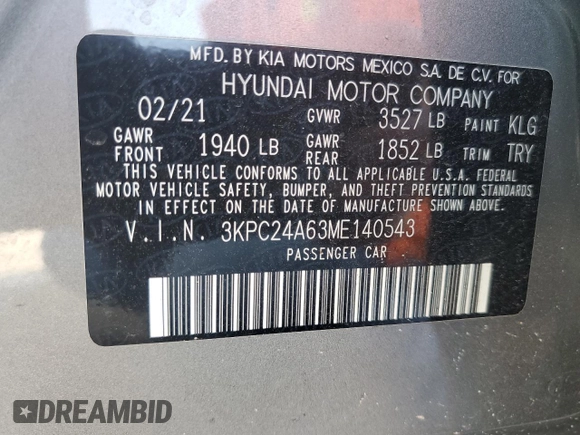 MFD. BY KIA MOTORS MEXICO S.A. DE C.V. FOR
HYUNDAI MOTOR COMPANY
02/21 GVWR 3527 LB PAINT KLG
GAWR FRONT 1940 LB GAWR REAR 1852 LB TRIM TRY
THIS VEHICLE CONFORMS TO ALL APPLICABLE U.S.A. FEDERAL
MOTOR VEHICLE SAFETY, BUMPER, AND THEFT PREVENTION STANDARDS
IN EFFECT ON THE DATE OF MANUFACTURE SHOWN ABOVE.
V.I.N. 3KPC24A63ME140543
PASSENGER CAR
DREAMBID